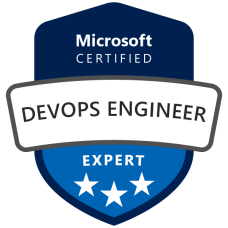 Microsoft
CERTIFIED
DEVOPS ENGINEER
EXPERT